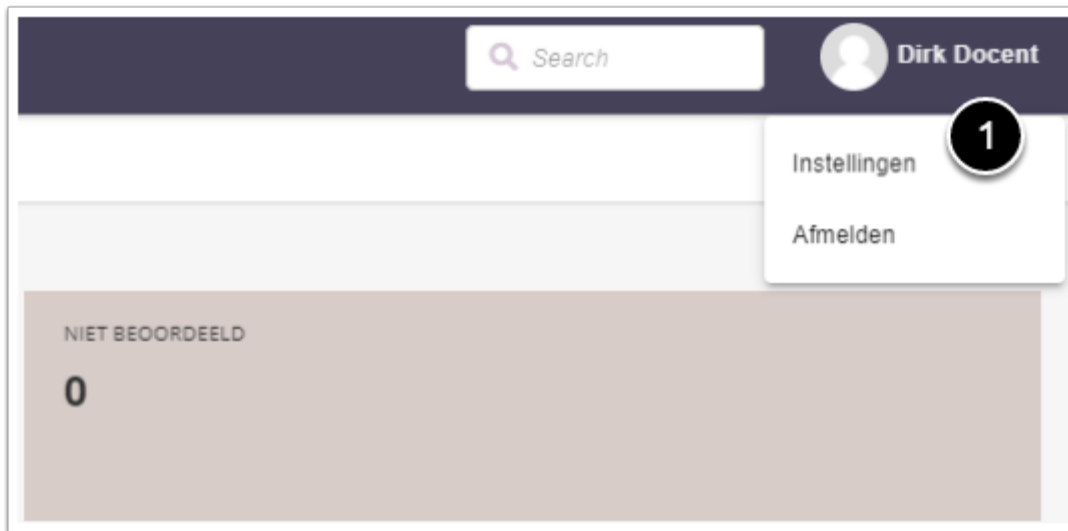 Search
Dirk Docent
1
Instellingen
Afmelden
NIET BEOORDEELD
0